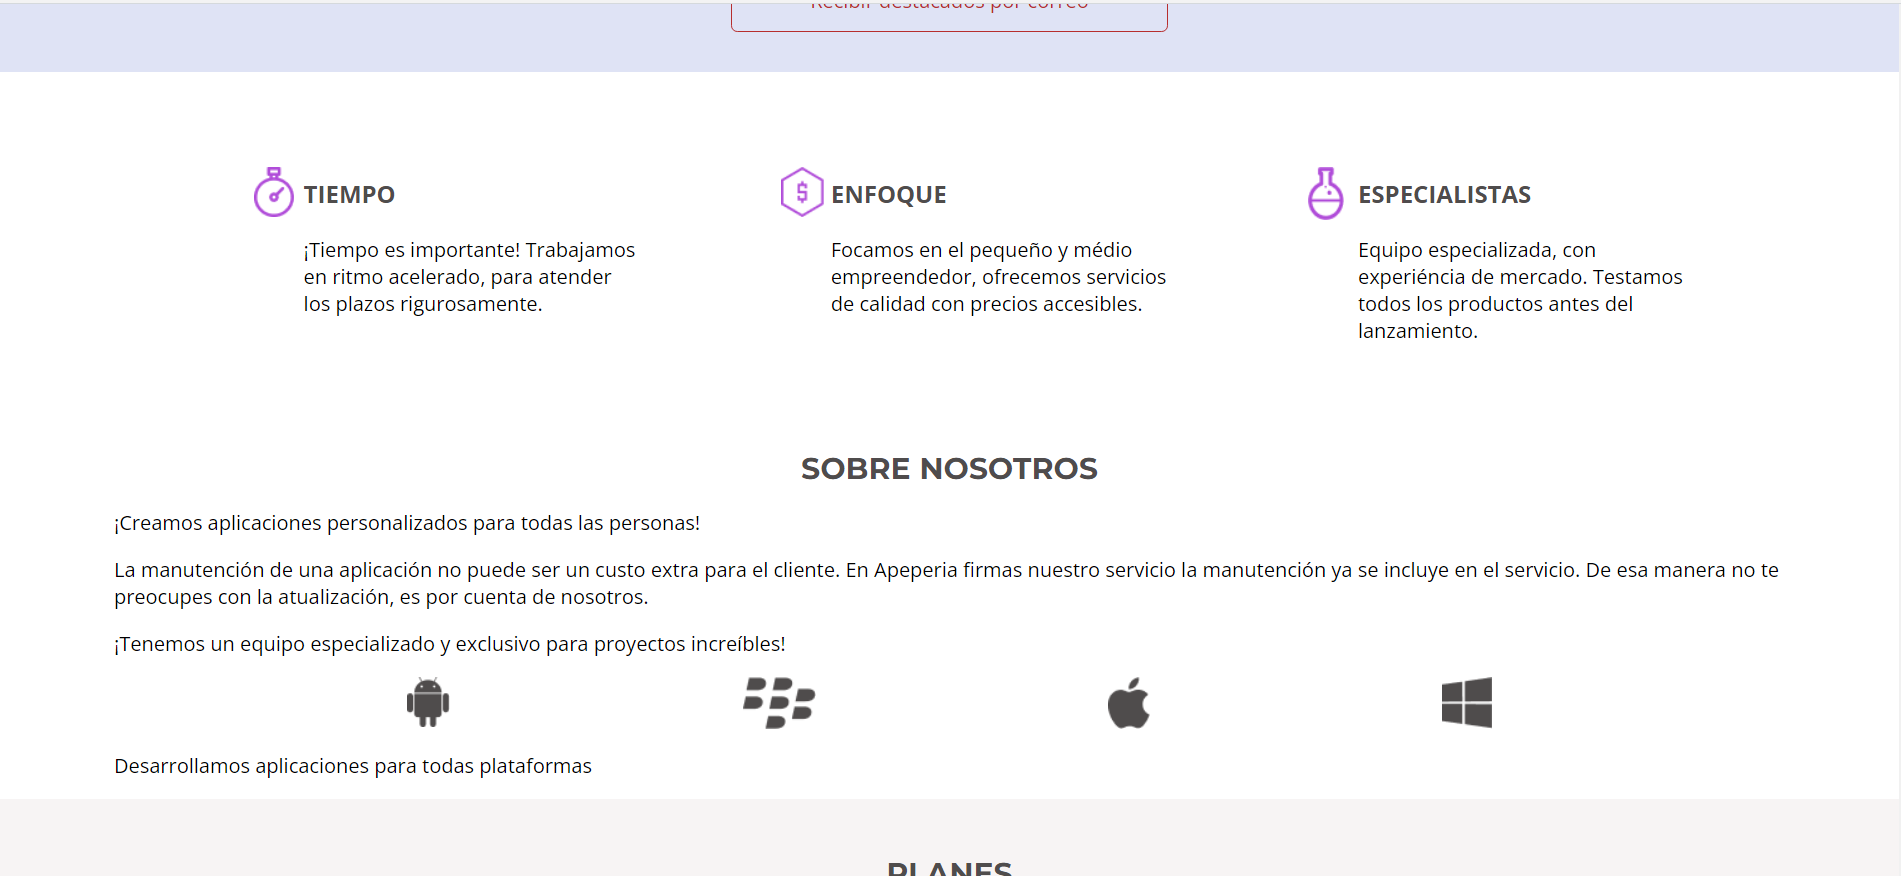 Recibir destacados por correo
TIEMPO
¡Tiempo es importante! Trabajamos
en ritmo acelerado, para atender
los plazos rigurosamente.
ENFOQUE
Focamos en el pequeño y médio
empreendedor, ofrecemos servicios
de calidad con precios accesibles.
ESPECIALISTAS
Equipo especializada, con
experiéncia de mercado. Testamos
todos los productos antes del
lanzamiento.
SOBRE NOSOTROS
¡Creamos aplicaciones personalizados para todas las personas!
La manutención de una aplicación no puede ser un custo extra para el cliente. En Apeperia firmas nuestro servicio la manutención ya se incluye en el servicio. De esa manera no te
preocupes con la atualización, es por cuenta de nosotros.
¡Tenemos un equipo especializado y exclusivo para proyectos increíbles!
Desarrollamos aplicaciones para todas plataformas
PLANES